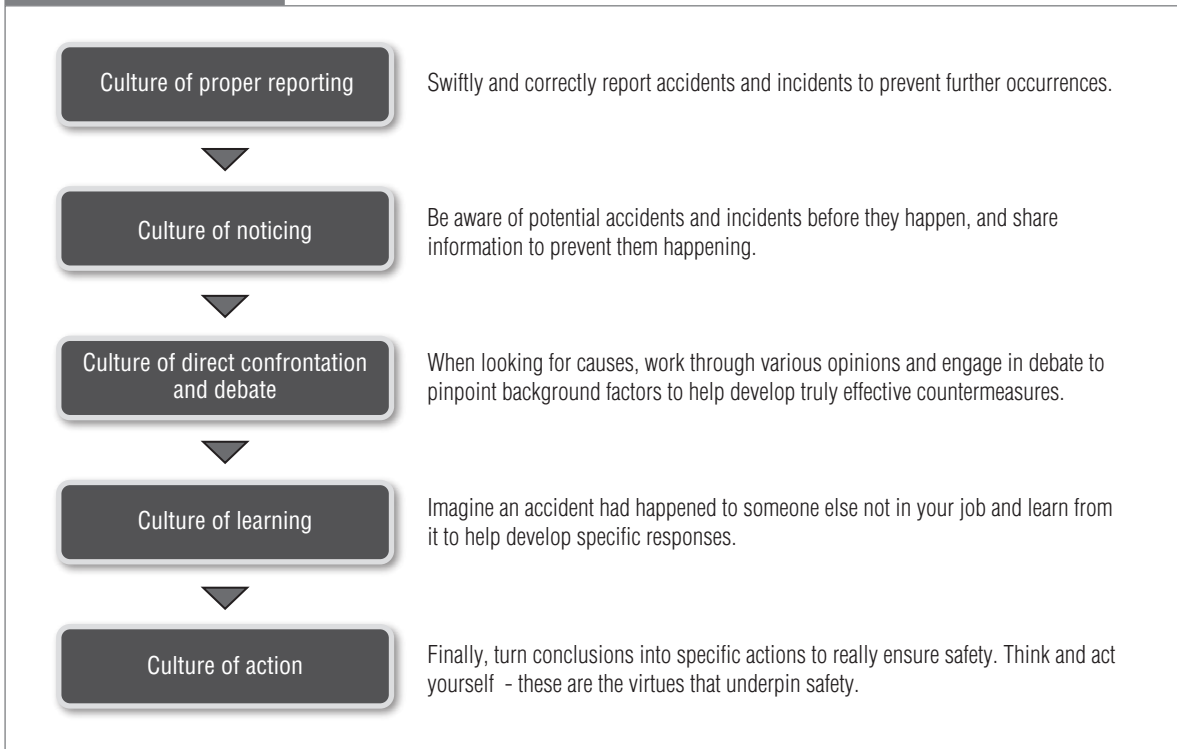 Culture of proper reporting
Swiftly and correctly report accidents and incidents to prevent further occurrences.
Culture of noticing
Be aware of potential accidents and incidents before they happen, and share
information to prevent them happening.
Culture of direct confrontation
and debate
When looking for causes, work through various opinions and engage in debate to
pinpoint background factors to help develop truly effective countermeasures.
Culture of learning
Imagine an accident had happened to someone else not in your job and learn from
it to help develop specific responses.
Culture of action
Finally, turn conclusions into specific actions to really ensure safety. Think and act
yourself - these are the virtues that underpin safety.